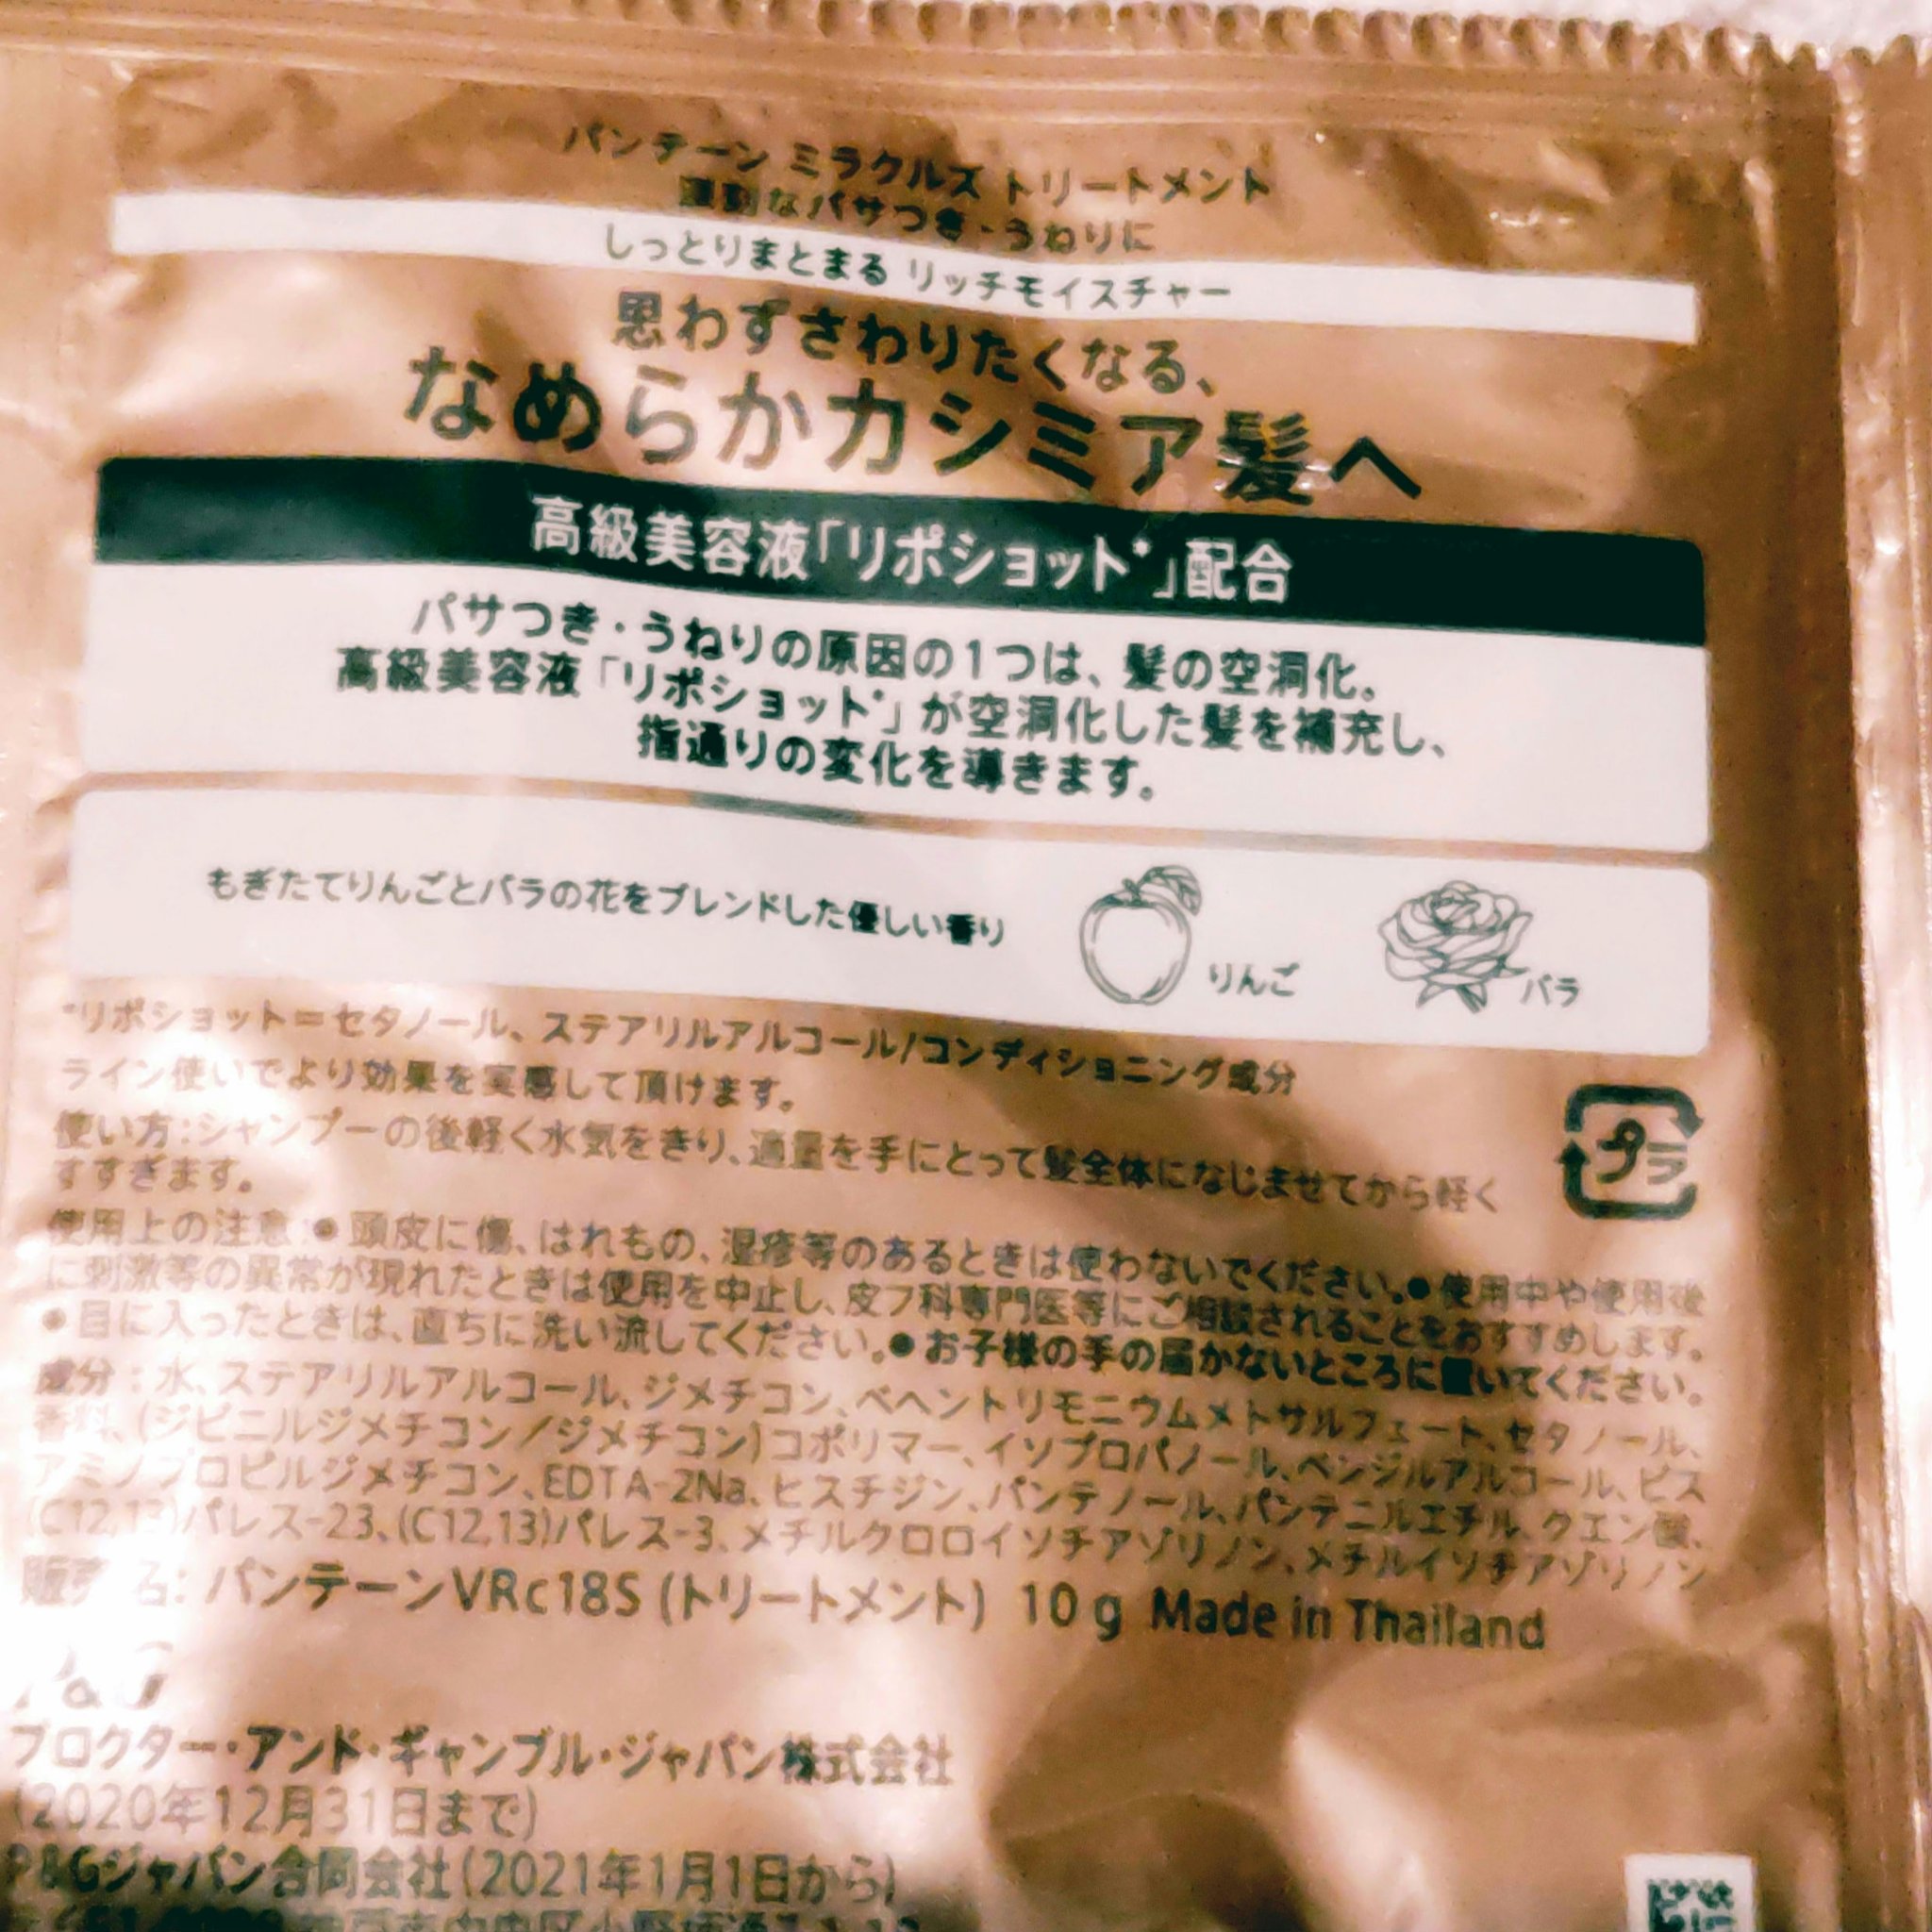 パンテーン ミラクルズ トリートメント
深刻なパサつき・うねりに
しっとりまとまる リッチモイスチャー
思わずさわりたくなる、
なめらかカシミア髪へ
高級美容液「リポショット*」配合
パサつき・うねりの原因の1つは、髪の空洞化。
高級美容液「リポショット*」が空洞化した髪を補充し、
指通りの変化を導きます。
もぎたてりんごとバラの花をブレンドした優しい香り
りんご
バラ
*リポショット=セタノール、ステアリルアルコール/コンディショニング成分
ライン使いでより効果を実感して頂けます。
プラ
使い方:シャンプーの後軽く水気をきり、適量を手にとって髪全体になじませてから軽く
すすぎます。
使用上の注意:●頭皮に傷、はれもの、湿疹等のあるときは使わないでください。●使用中や使用後
に刺激等の異常が現れたときは使用を中止し、皮フ科専門医等にご相談されることをおすすめします。
●目に入ったときは、直ちに洗い流してください。●お子様の手の届かないところに置いてください。
成分:水、ステアリルアルコール、ジメチコン、ベヘントリモニウムメトサルフェート、セタノール、
香料、(ジビニルジメチコン/ジメチコン)コポリマー、イソプロパノール、ベンジルアルコール、ビス
アミノプロピルジメチコン、EDTA-2Na、ヒスチジン、パンテノール、パンテニルエチル、クエン酸、
(C12,13)パレス-23、(C12,13)パレス-3、メチルクロロイソチアゾリノン、メチルイソチアゾリノン
販売名: パンテーンVRc18S (トリートメント) 10 g Made in Thailand
P&G
プロクター・アンド・ギャンブル・ジャパン株式会社
(2020年12月31日まで)
P&Gジャパン合同会社(2021年1月1日から)